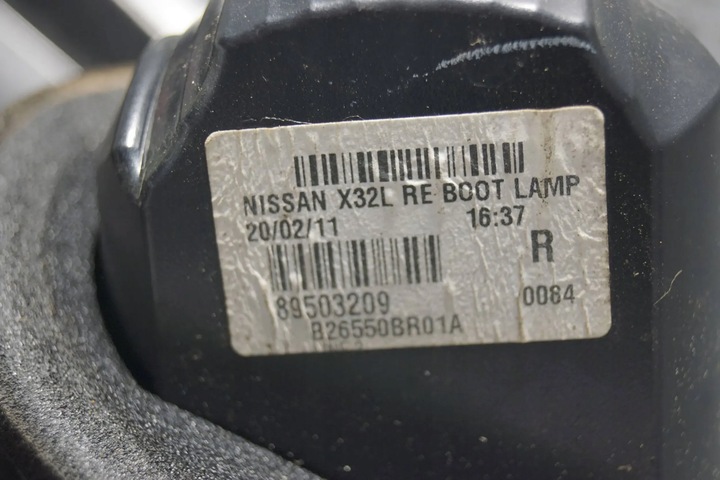 NISSAN X32L RE BOOT LAMP
20/02/11 16:37
R
89503209 0084
B26550BR01A